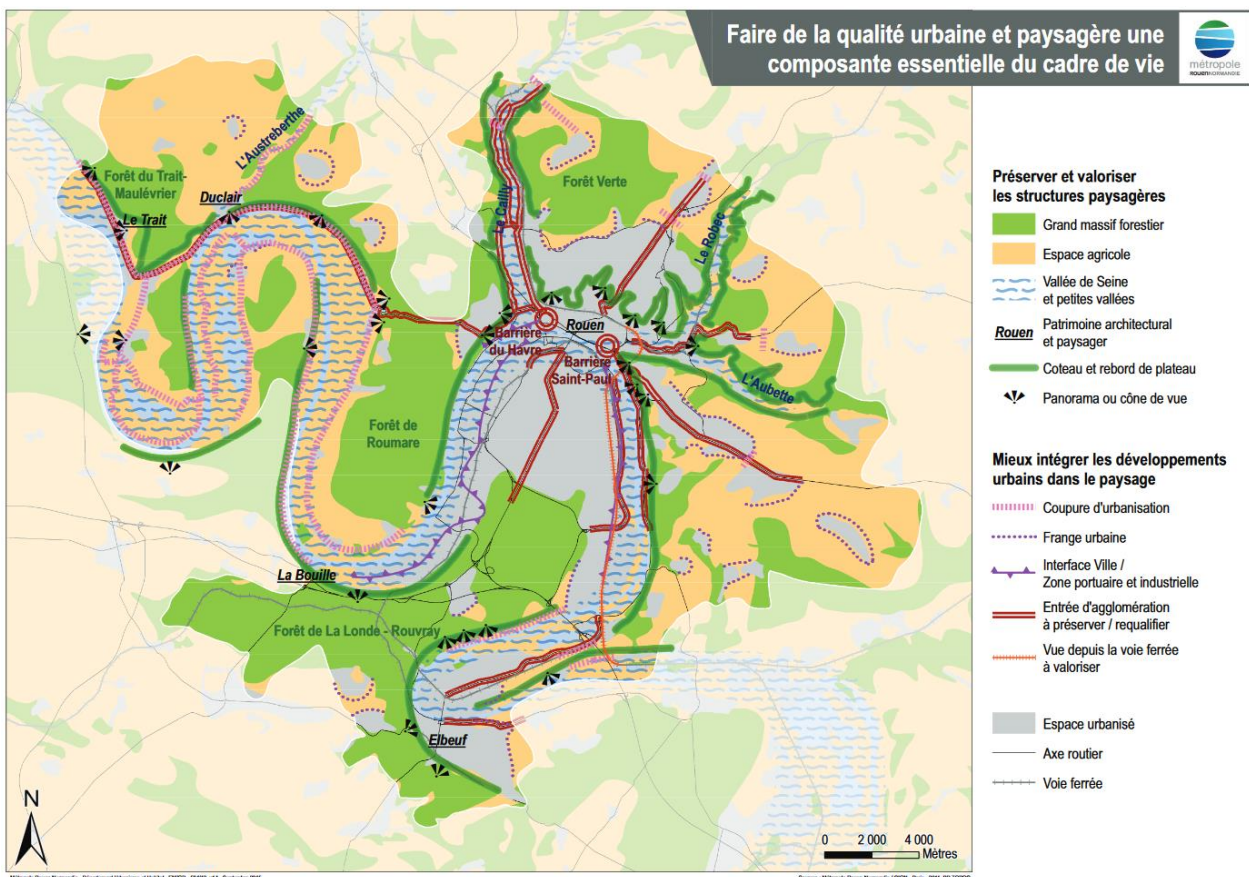 Faire de la qualité urbaine et paysagère une
composante essentielle du cadre de vie
métropole
ROUENNORMANDIE
L'Austreberthe
Forêt du Trait-
Maulévrier
Duclair
Le Trait
Le Cailly
Forêt Verte
Le Robec
Rouen
Barrière
du Havre
Barrière
Saint-Paul
L'Aubette
Forêt de
Roumare
La Bouille
Forêt de La Londe - Rouvray
Elbeuf
N
0 2 000 4 000
Mètres
Préserver et valoriser
les structures paysagères
Grand massif forestier
Espace agricole
Vallée de Seine
et petites vallées
Rouen
Patrimoine architectural
et paysager
Coteau et rebord de plateau
Panorama ou cône de vue
Mieux intégrer les développements
urbains dans le paysage
Coupure d'urbanisation
Frange urbaine
Interface Ville /
Zone portuaire et industrielle
Entrée d'agglomération
à préserver / requalifier
Vue depuis la voie ferrée
à valoriser
Espace urbanisé
Axe routier
Voie ferrée